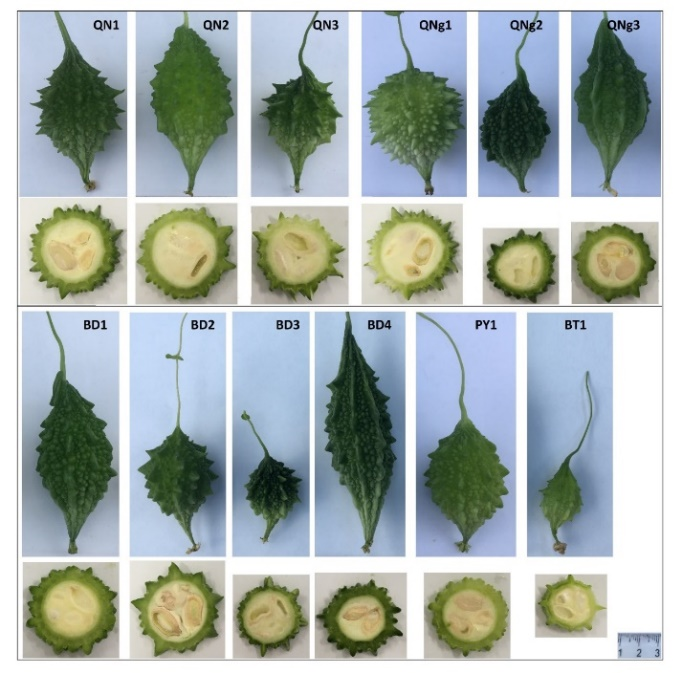 QN1 QN2 QN3 QNg1 QNg2 QNg3
BD1 BD2 BD3 BD4 PY1 BT1
1 2 3